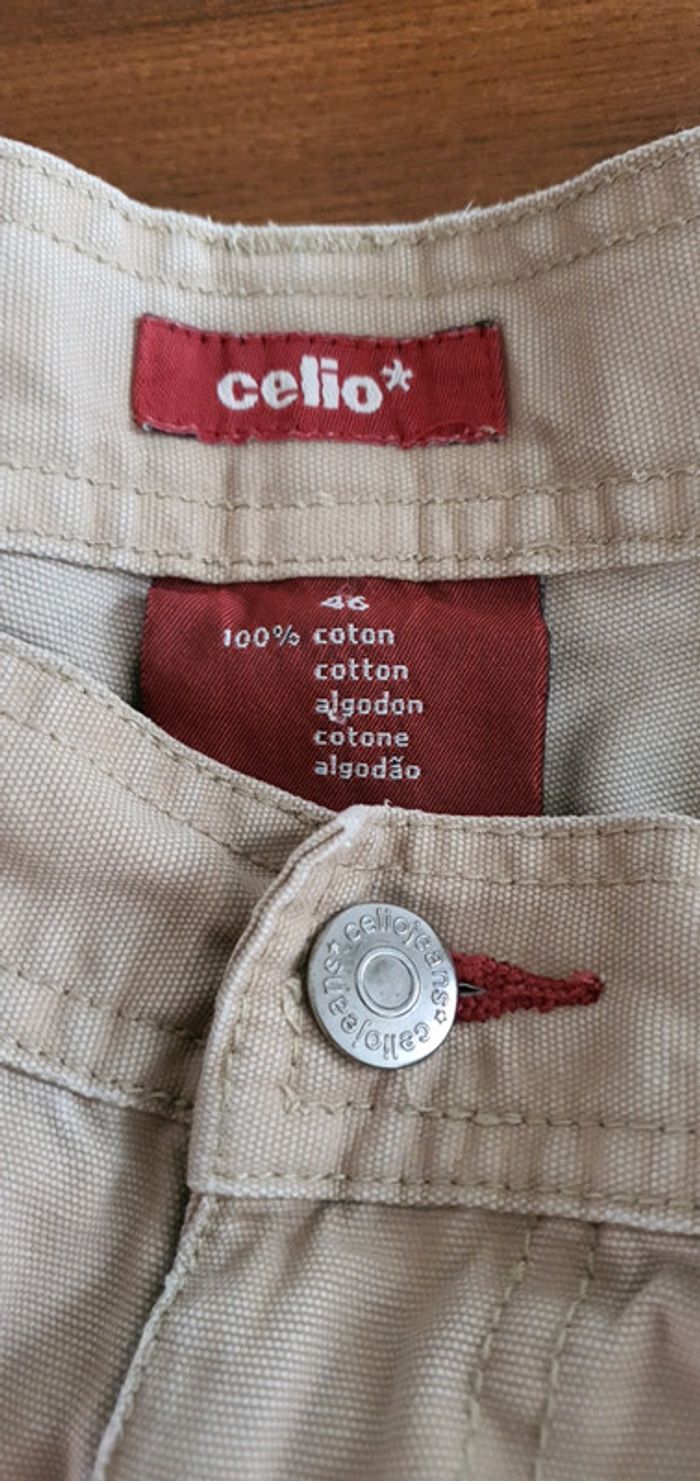 celio*
46
100% coton
cotton
algodon
cotone
algodão
celiojeans* celiojeans*